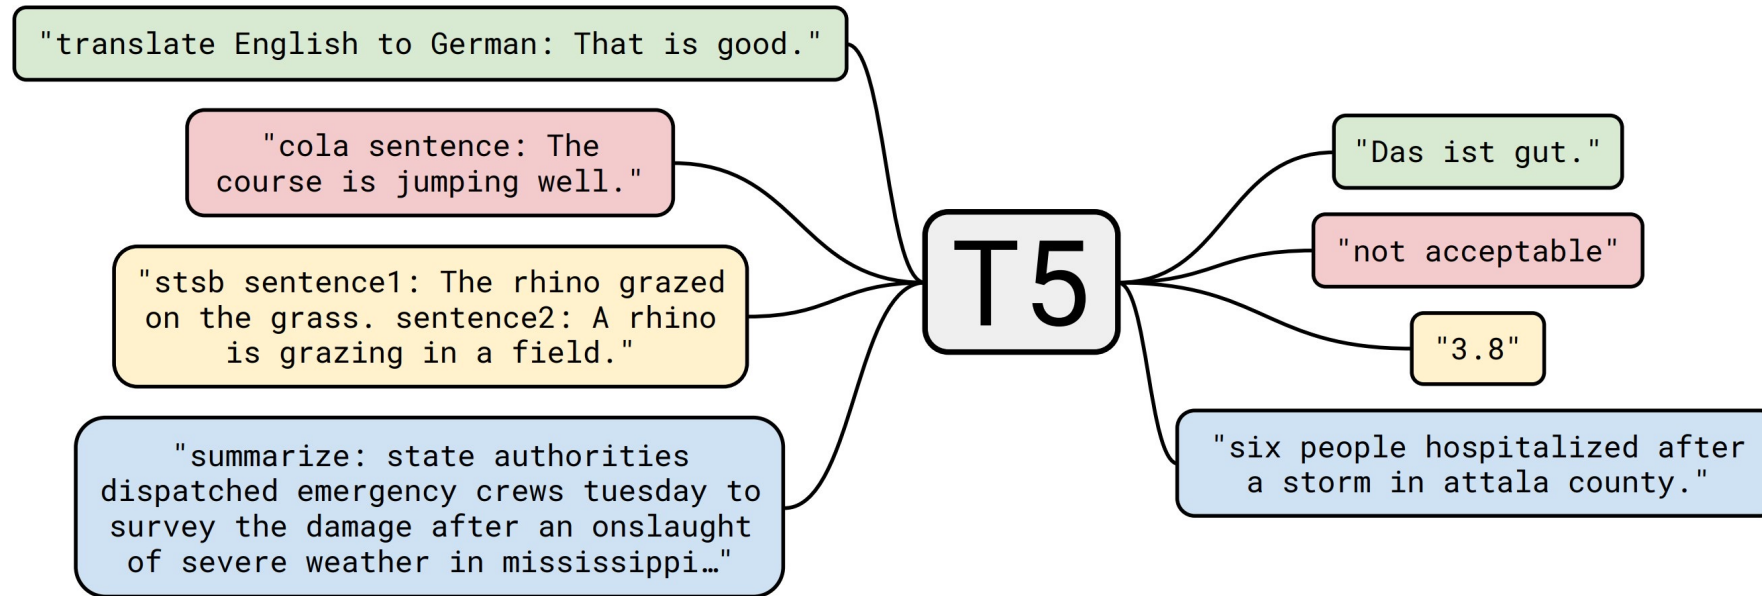 "translate English to German: That is good."
"cola sentence: The
course is jumping well."
"stsb sentence1: The rhino grazed
on the grass. sentence2: A rhino
is grazing in a field."
"summarize: state authorities
dispatched emergency crews tuesday to
survey the damage after an onslaught
of severe weather in mississippi…"
T5
"Das ist gut."
"not acceptable"
"3.8"
"six people hospitalized after
a storm in attala county."